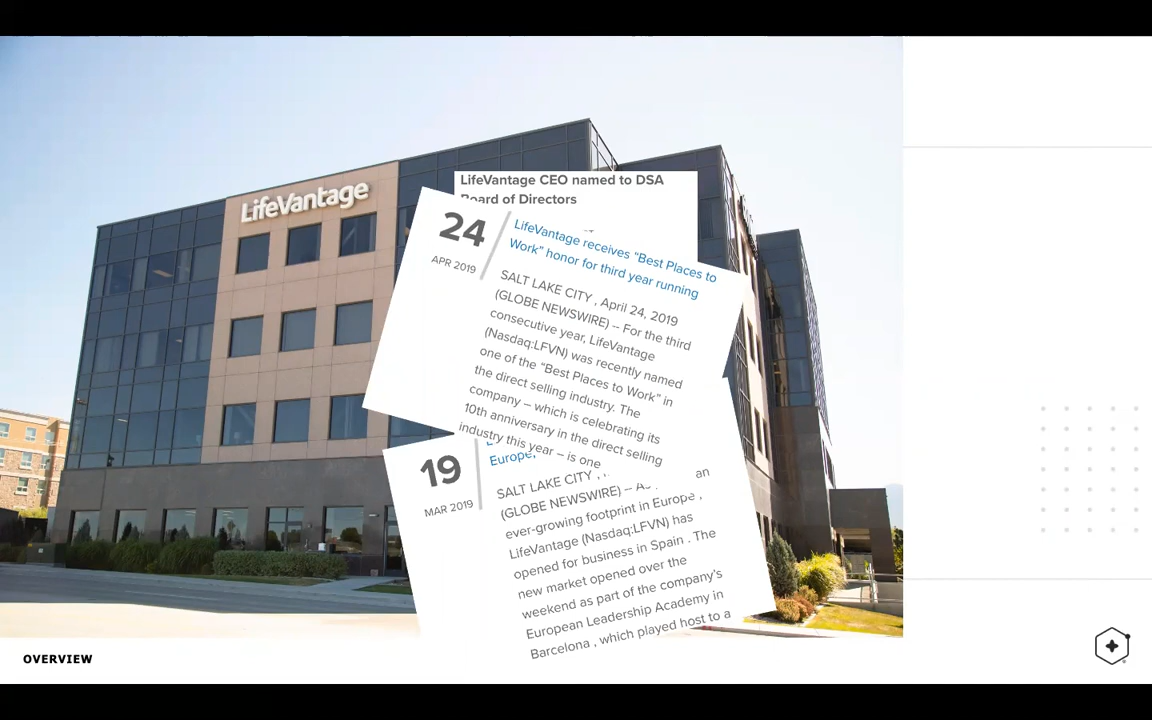 LifeVantage
LifeVantage CEO named to DSA
Board of Directors
24
APR 2019
LifeVantage receives “Best Places to
Work” honor for third year running
SALT LAKE CITY , April 24, 2019
(GLOBE NEWSWIRE) -- For the third
consecutive year, LifeVantage
(Nasdaq:LFVN) was recently named
one of the “Best Places to Work” in
the direct selling industry. The
company – which is celebrating its
10th anniversary in the direct selling
industry this year – is one
19
MAR 2019
Europe,
SALT LAKE CITY ,
(GLOBE NEWSWIRE) -- As an
ever-growing footprint in Europe ,
LifeVantage (Nasdaq:LFVN) has
opened for business in Spain . The
new market opened over the
weekend as part of the company's
European Leadership Academy in
Barcelona , which played host to a
OVERVIEW